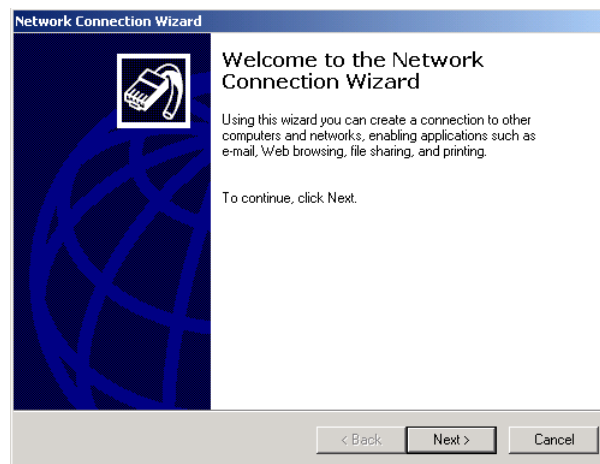 Network Connection Wizard
Welcome to the Network
Connection Wizard
Using this wizard you can create a connection to other
computers and networks, enabling applications such as
e-mail, Web browsing, file sharing, and printing.
To continue, click Next.
< Back Next > Cancel